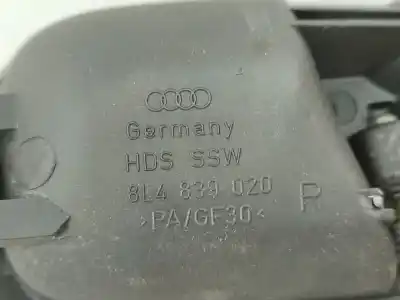 Germany
HDS SSW
8L4 839 020
>PA/GF30<
R